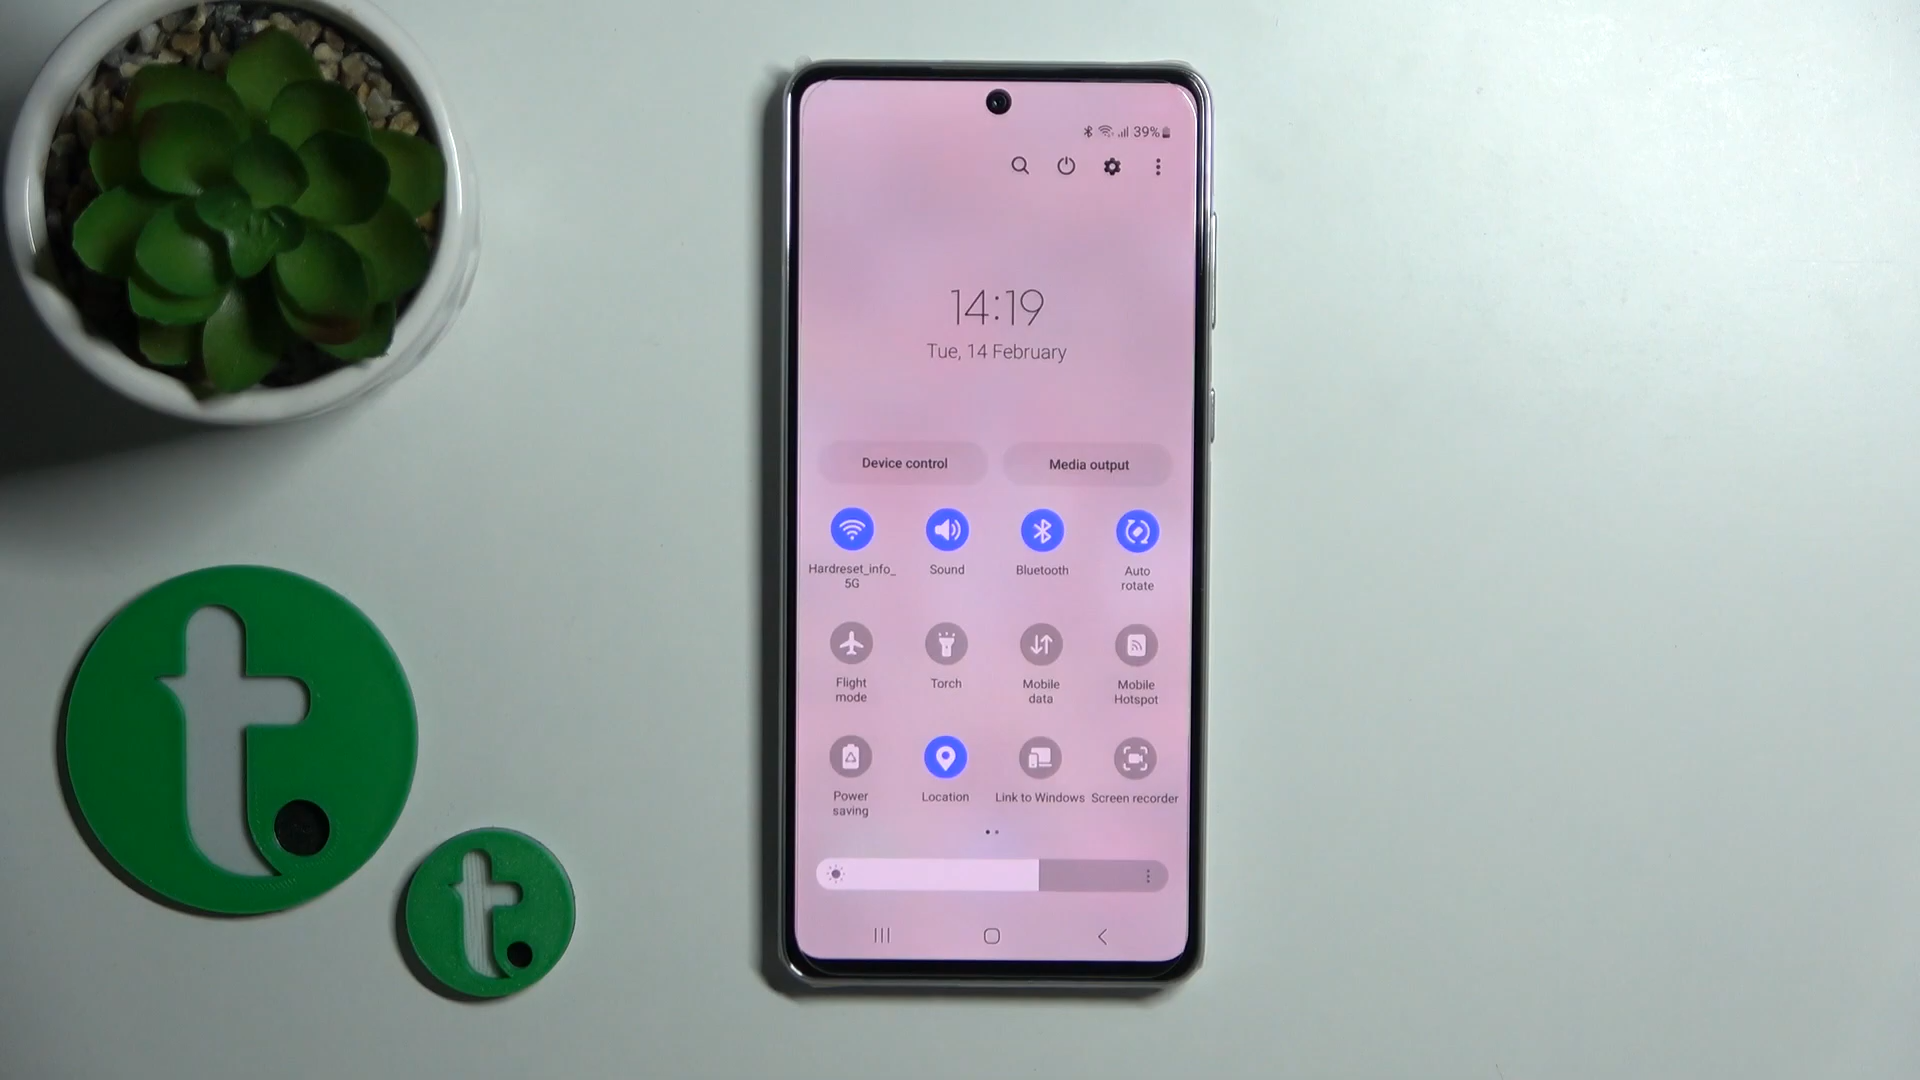 39%
14:19
Tue, 14 February
Device control
Media output
Hardreset_info_
5G
Sound
Bluetooth
Auto
rotate
Flight
mode
Torch
Mobile
data
Mobile
Hotspot
Power
saving
Location
Link to Windows
Screen recorder
t.
t.